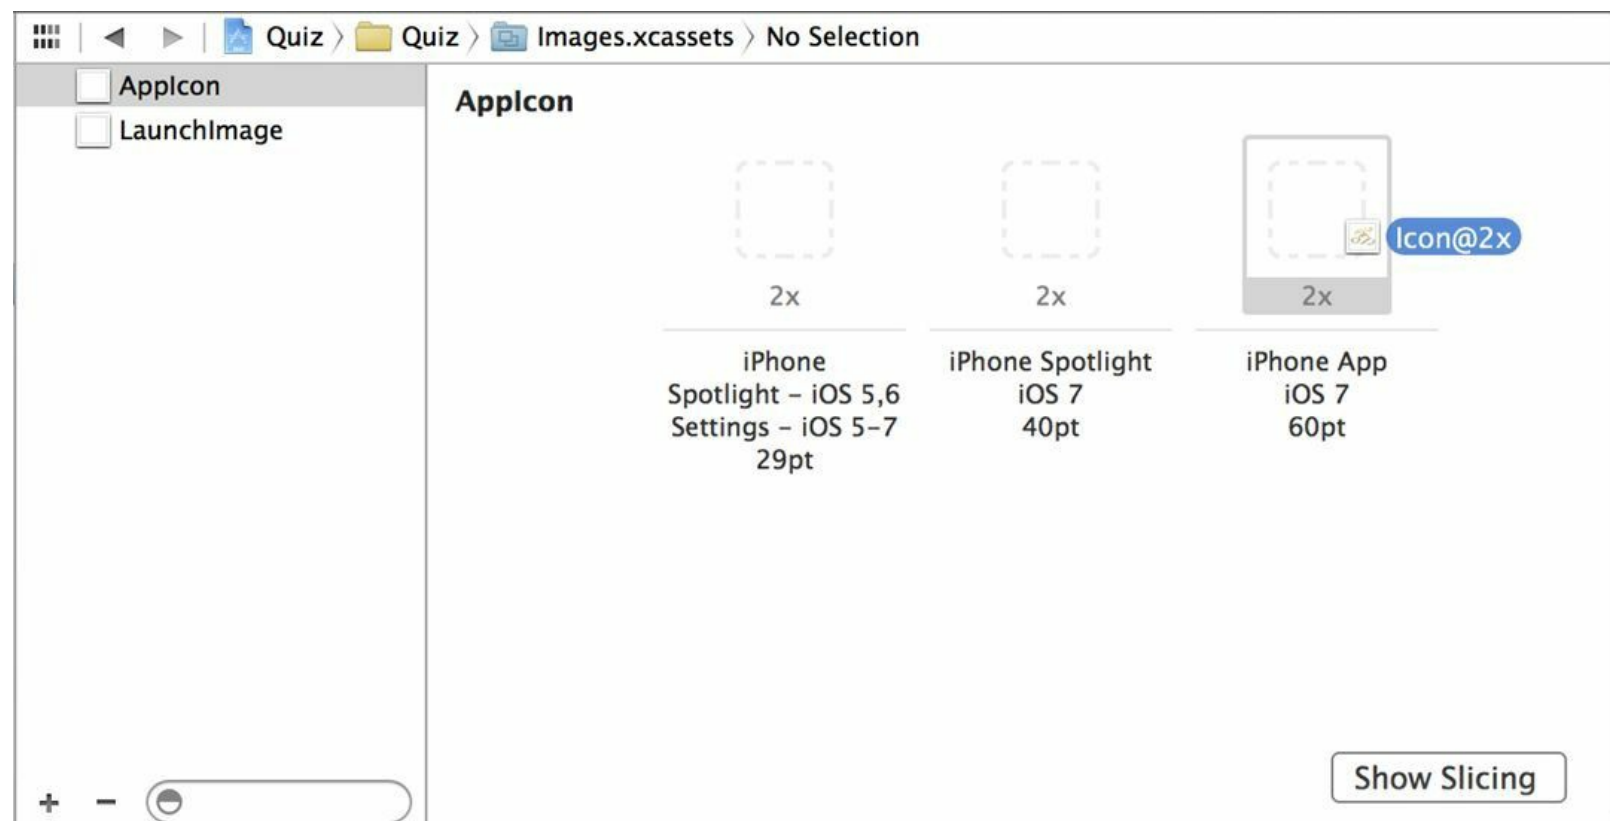 Quiz Quiz Images.xcassets No Selection
AppIcon
LaunchImage
AppIcon
Icon@2x
2x
2x
2x
iPhone
Spotlight – iOS 5,6
Settings – iOS 5–7
29pt
iPhone Spotlight
iOS 7
40pt
iPhone App
iOS 7
60pt
Show Slicing